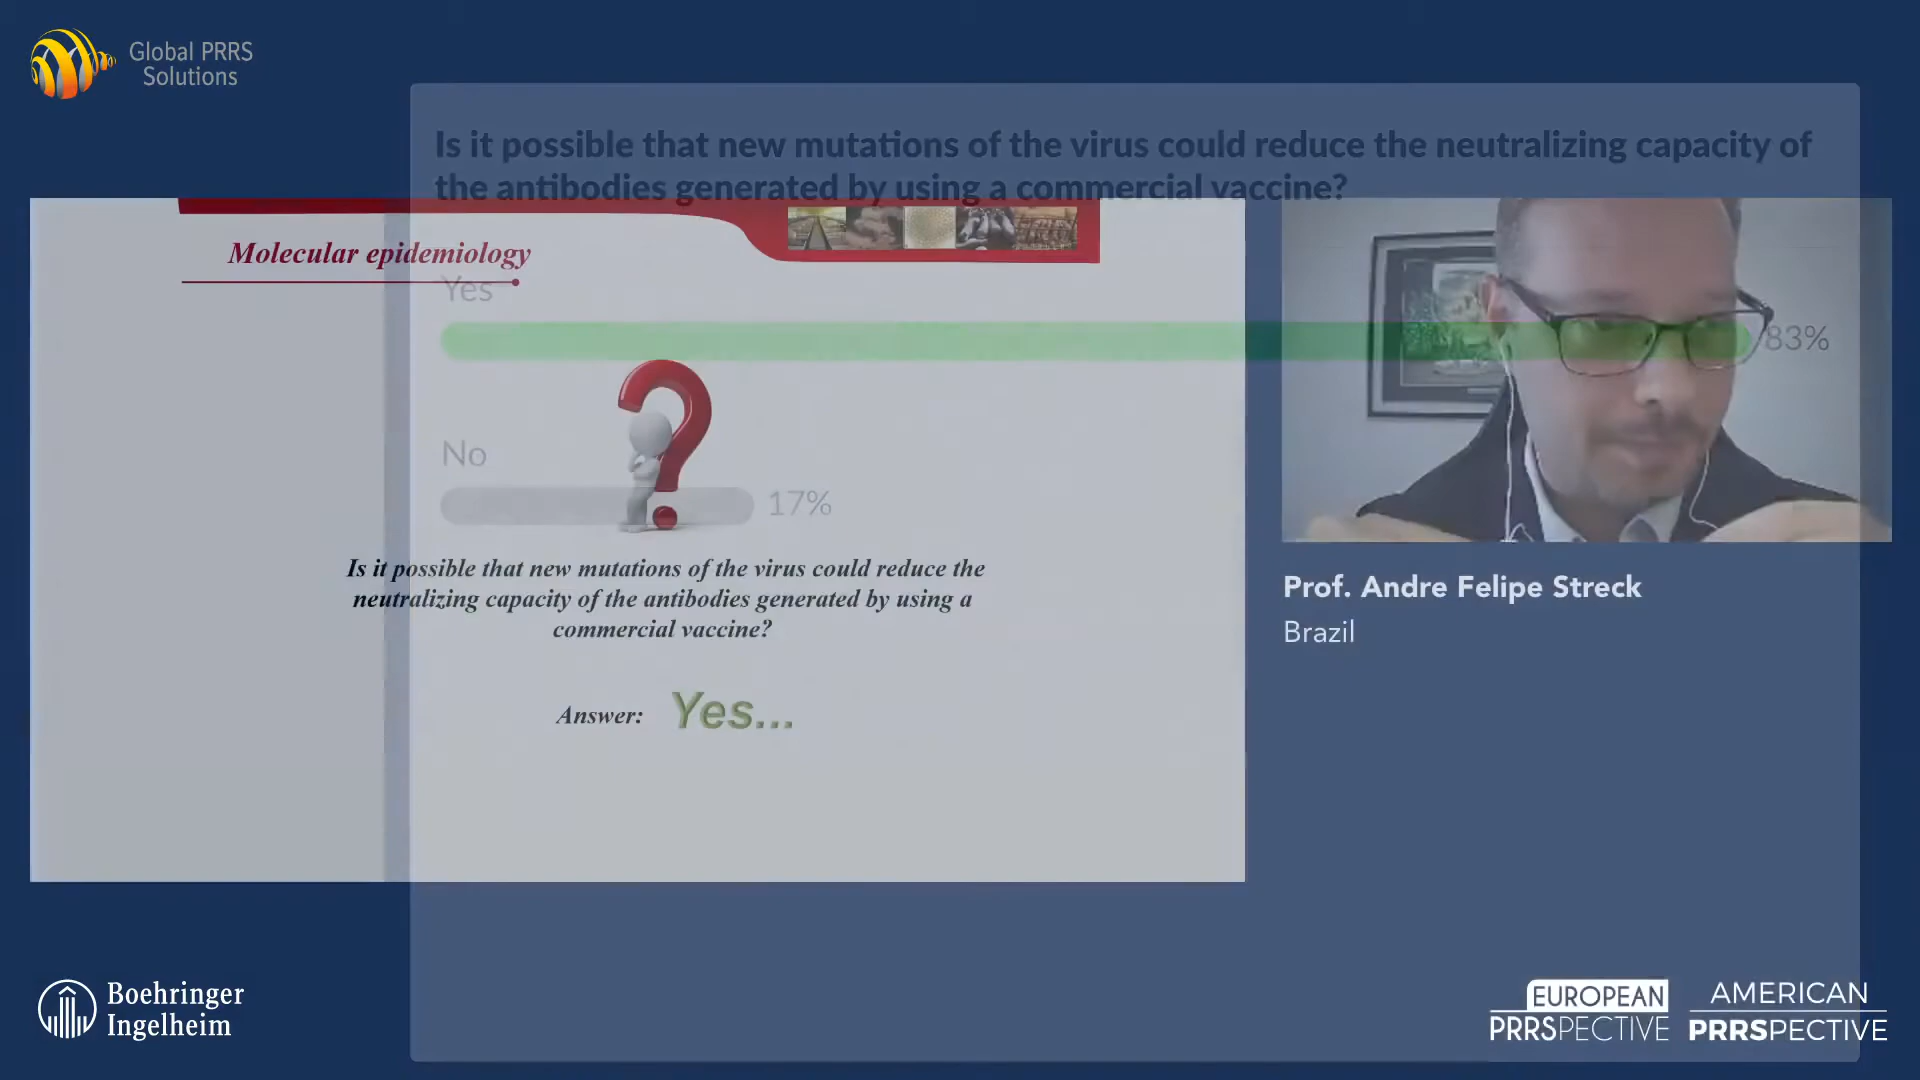 Global PRRS
Solutions
Is it possible that new mutations of the virus could reduce the neutralizing capacity of
the antibodies generated by using a commercial vaccine?
Molecular epidemiology
Yes
83%
No
17%
Is it possible that new mutations of the virus could reduce the
neutralizing capacity of the antibodies generated by using a
commercial vaccine?
Answer: Yes...
Prof. Andre Felipe Streck
Brazil
Boehringer
Ingelheim
EUROPEAN
PRRSPECTIVE
AMERICAN
PRRSPECTIVE